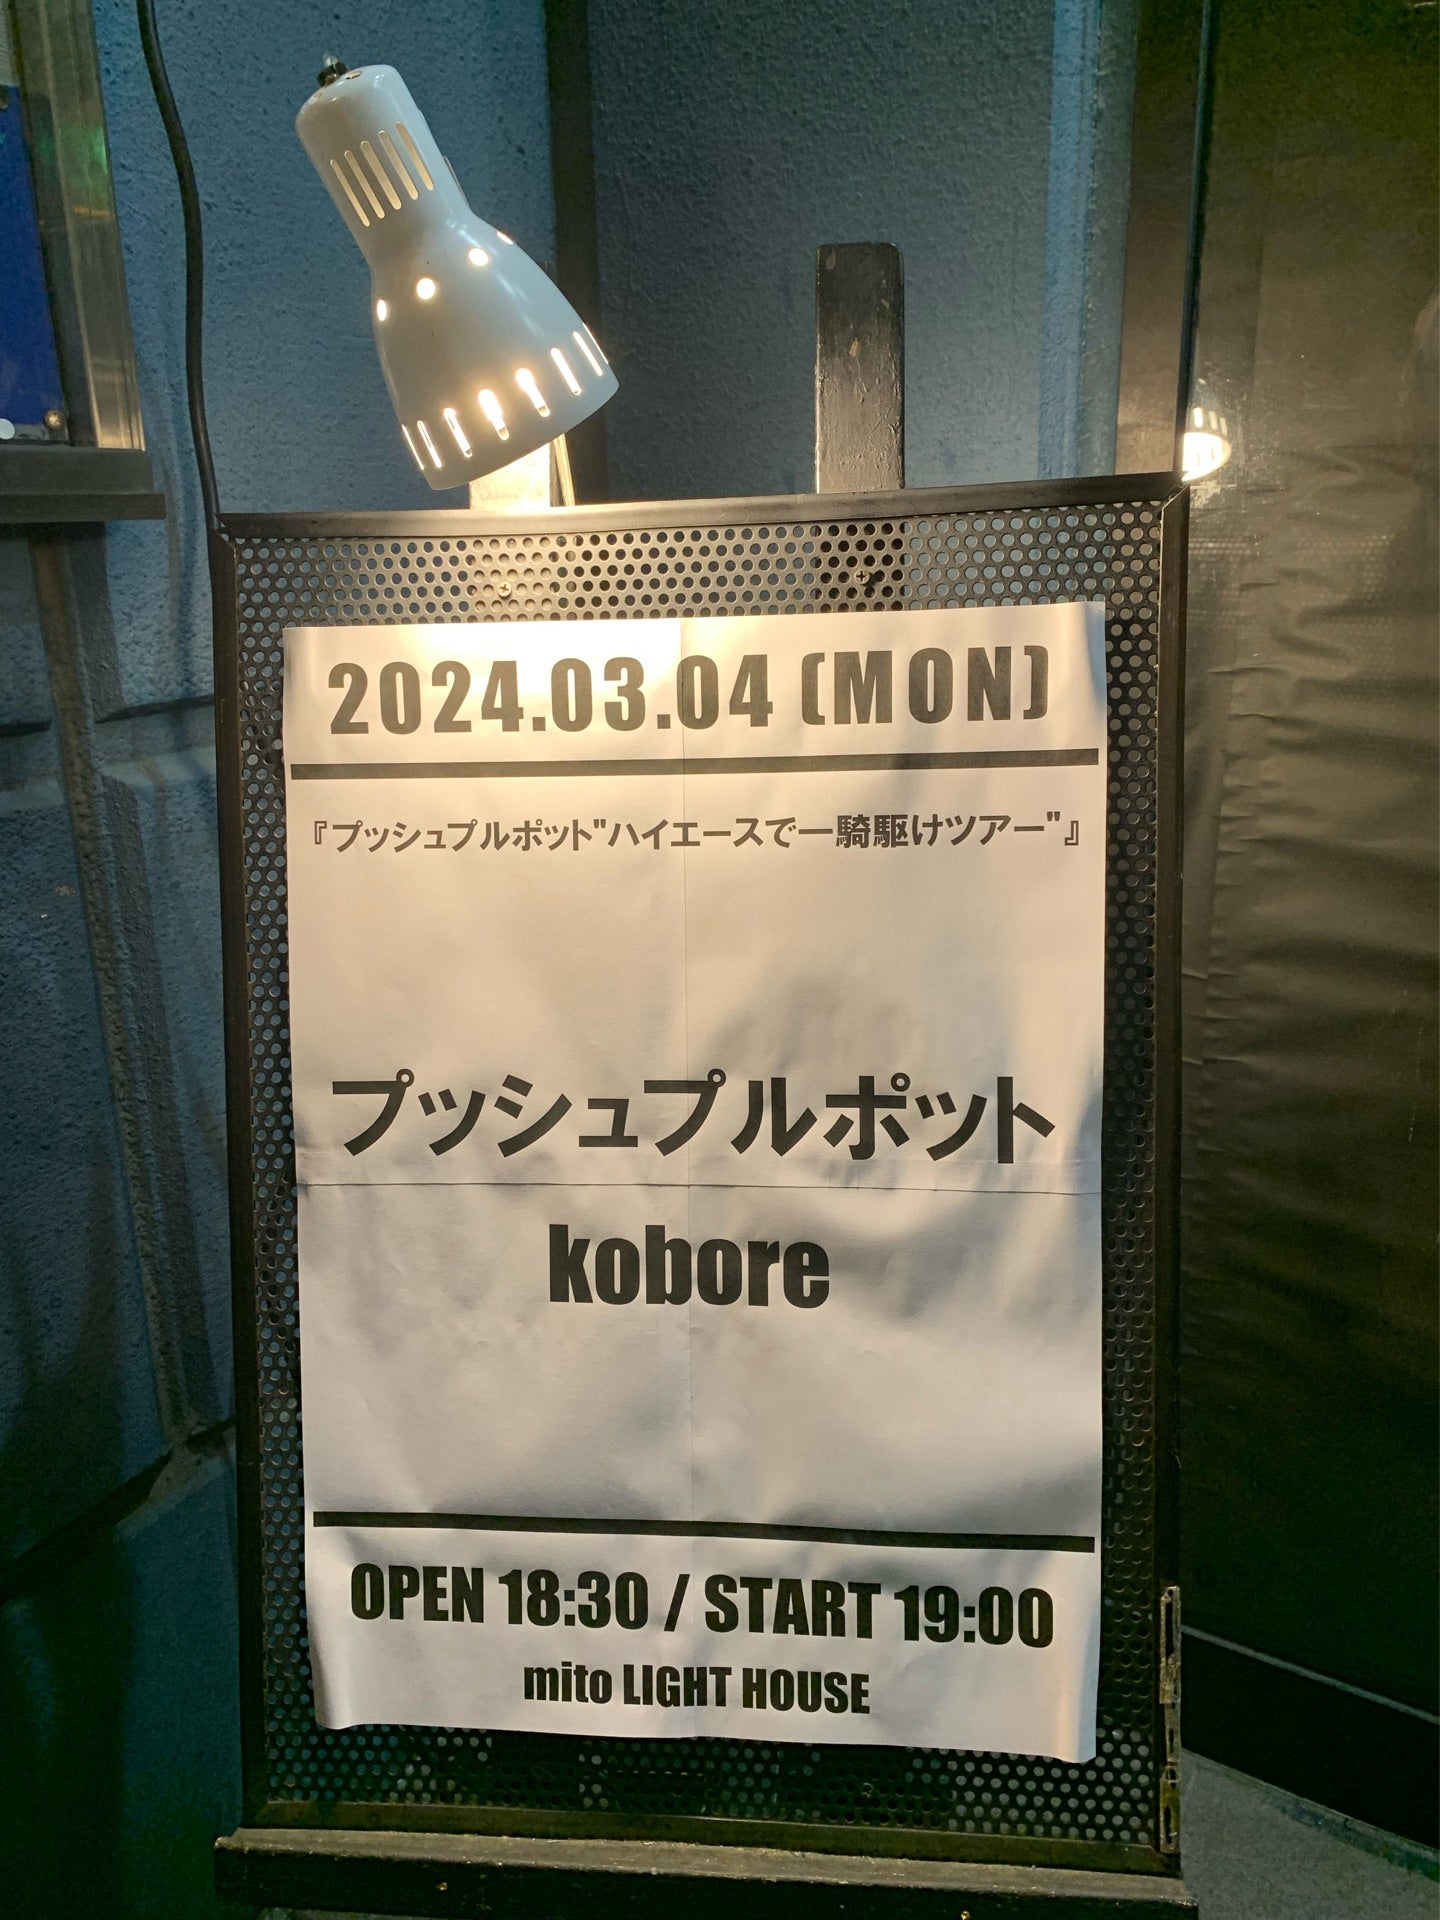 2024.03.04 (MON)
『プッシュプルポット"ハイエースで一騎駆けツアー"』
プッシュプルポット
kobore
OPEN 18:30 / START 19:00
mito LIGHT HOUSE